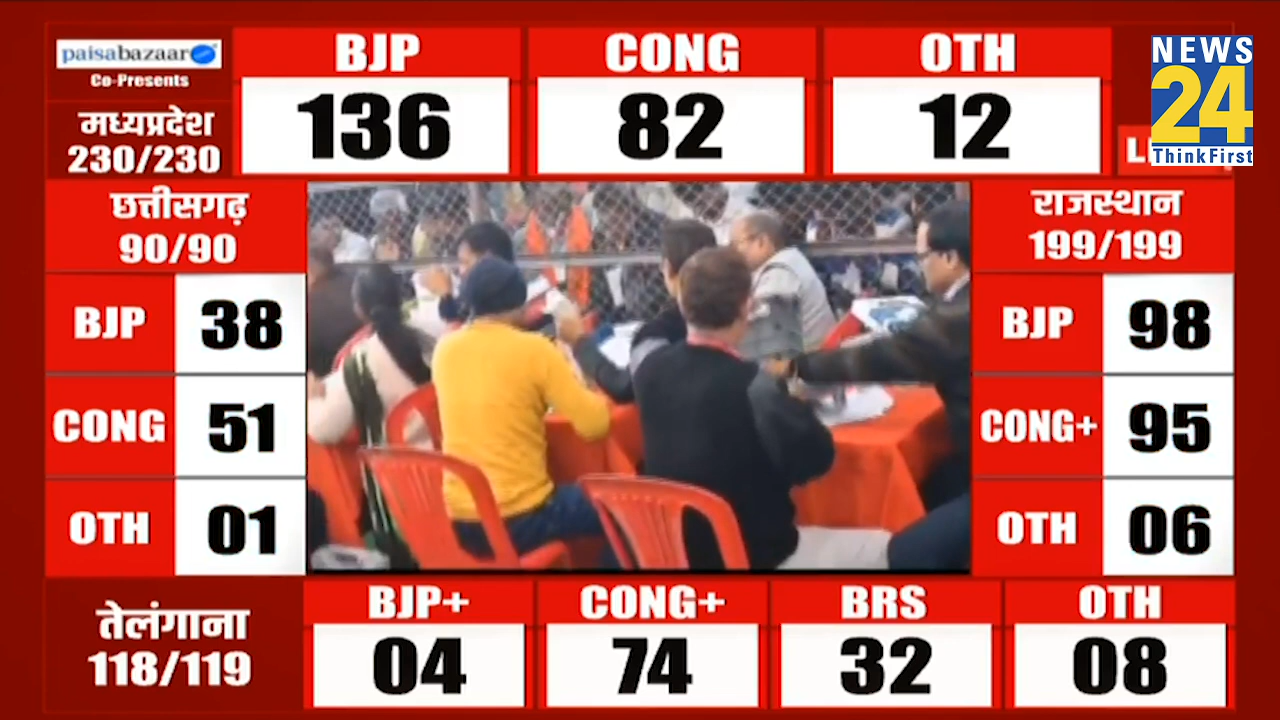 paisabazaar
Co-Presents
मध्यप्रदेश
230/230
BJP
136
CONG
82
OTH
12
NEWS
24
ThinkFirst
छत्तीसगढ़
90/90
BJP 38
CONG 51
OTH 01
राजस्थान
199/199
BJP 98
CONG+ 95
OTH 06
तेलंगाना
118/119
BJP+
04
CONG+
74
BRS
32
OTH
08